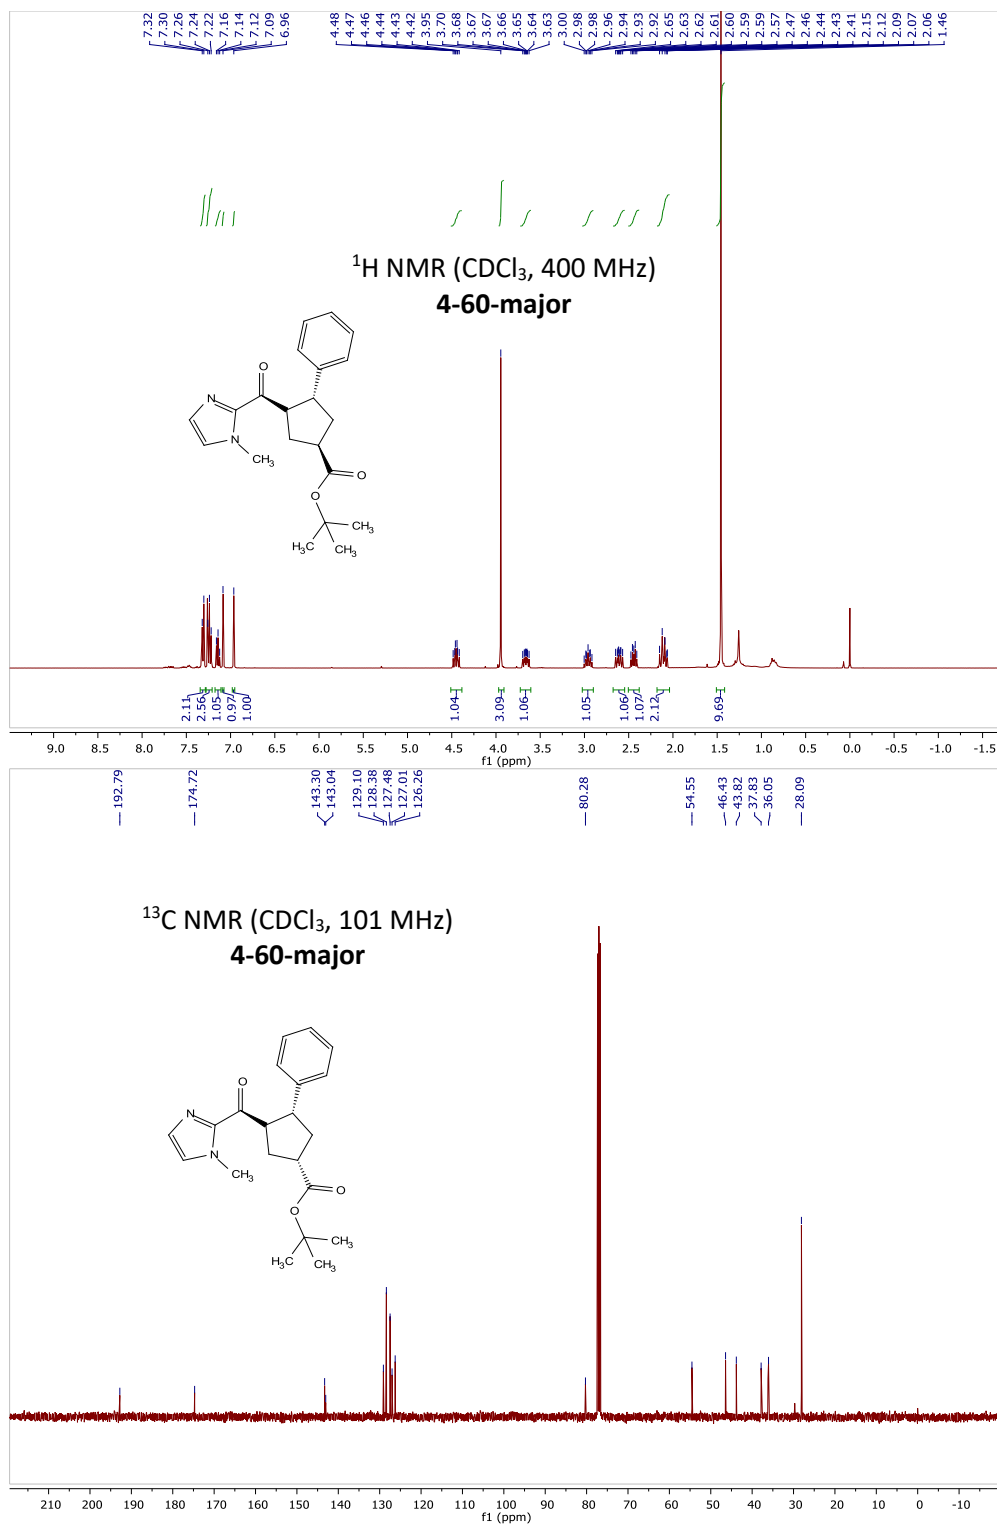 7.32 7.30 7.26 7.24 7.22 7.16 7.14 7.12 7.09 6.96 4.48 4.47 4.46 4.44 4.43 4.42 3.95 3.70 3.68 3.67 3.67 3.66 3.65 3.64 3.63 3.00 2.98 2.98 2.96 2.94 2.93 2.92 2.65 2.63 2.62 2.61 2.60 2.59 2.59 2.57 2.47 2.46 2.44 2.43 2.41 2.15 2.12 2.09 2.07 2.06 1.46
¹H NMR (CDCl₃, 400 MHz)
4-60-major
O
N
N
CH₃
O
O
CH₃
H₃C
CH₃
2.11 2.56 1.05 0.97 1.00 1.04 3.09 1.06 1.05 1.06 1.07 2.12 9.69
9.0 8.5 8.0 7.5 7.0 6.5 6.0 5.5 5.0 4.5 4.0 3.5 3.0 2.5 2.0 1.5 1.0 0.5 0.0 -0.5 -1.0 -1.5
f1 (ppm)
192.79 174.72 143.30 143.04 129.10 128.38 127.48 127.01 126.26 80.28 54.55 46.43 43.82 37.83 36.05 28.09
¹³C NMR (CDCl₃, 101 MHz)
4-60-major
O
N
N
CH₃
O
O
CH₃
H₃C
CH₃
210 200 190 180 170 160 150 140 130 120 110 100 90 80 70 60 50 40 30 20 10 0 -10
f1 (ppm)